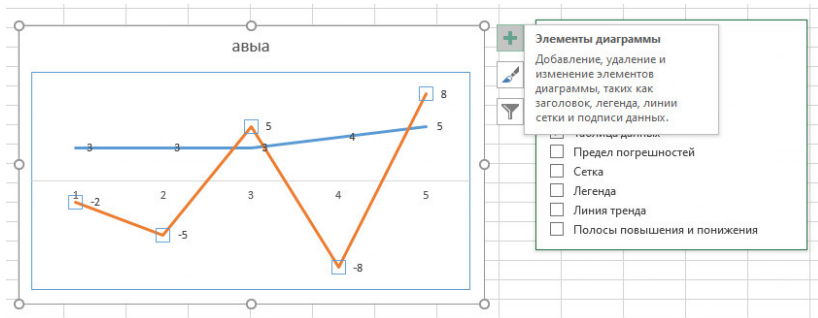 авыа
3
3
3
4
5
5
8
-2
-5
-8
1
2
3
4
5
Элементы диаграммы
Добавление, удаление и
изменение элементов
диаграммы, таких как
заголовок, легенда, линии
сетки и подписи данных.
Таблица данных
Предел погрешностей
Сетка
Легенда
Линия тренда
Полосы повышения и понижения